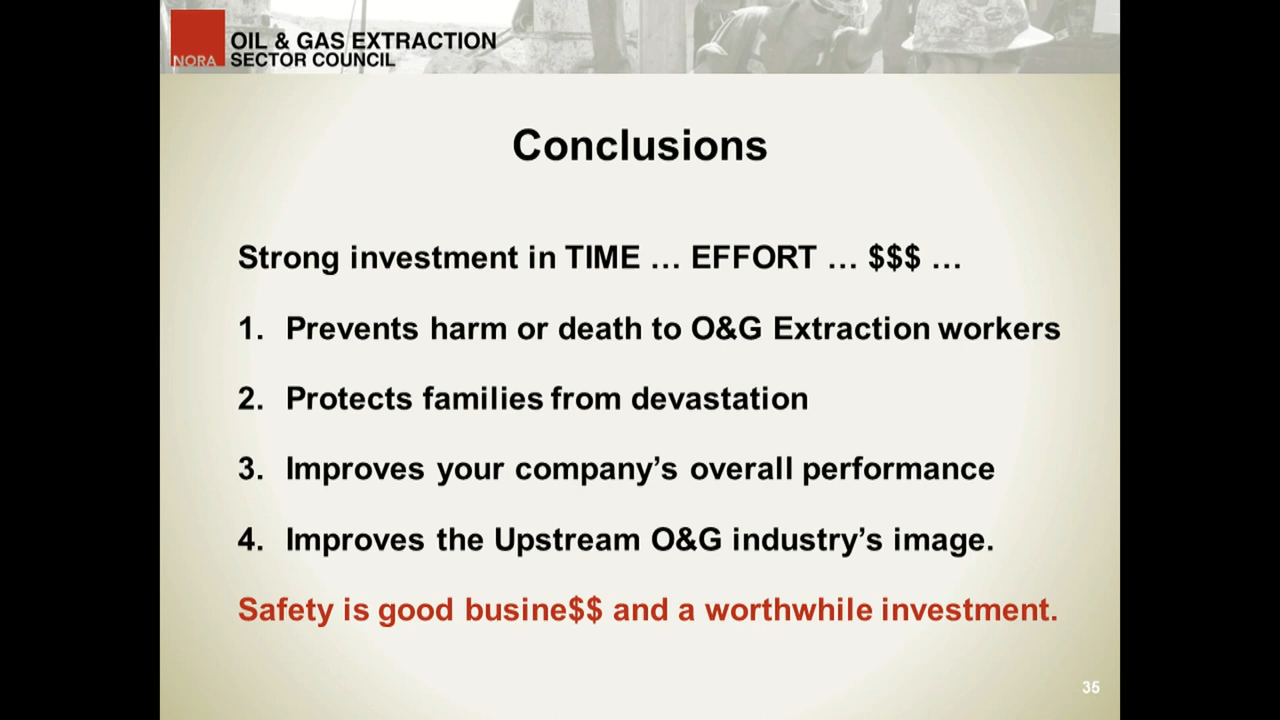 NORA
OIL & GAS EXTRACTION
SECTOR COUNCIL
Conclusions
Strong investment in TIME … EFFORT … $$$ …
1. Prevents harm or death to O&G Extraction workers
2. Protects families from devastation
3. Improves your company’s overall performance
4. Improves the Upstream O&G industry’s image.
Safety is good busine$$ and a worthwhile investment.
35